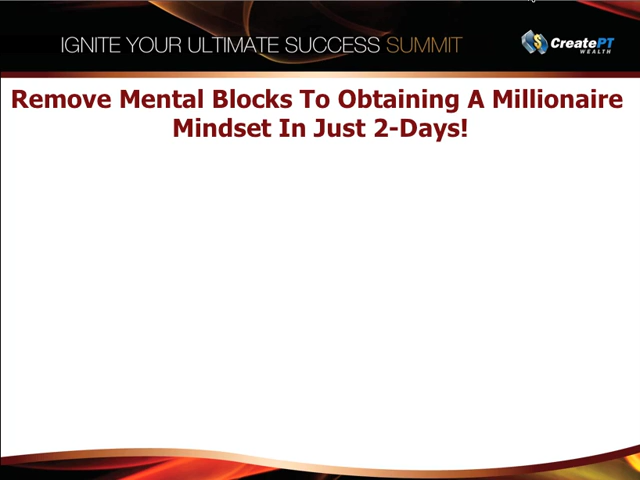 IGNITE YOUR ULTIMATE SUCCESS SUMMIT
$ CreatePT
WEALTH
Remove Mental Blocks To Obtaining A Millionaire
Mindset In Just 2-Days!